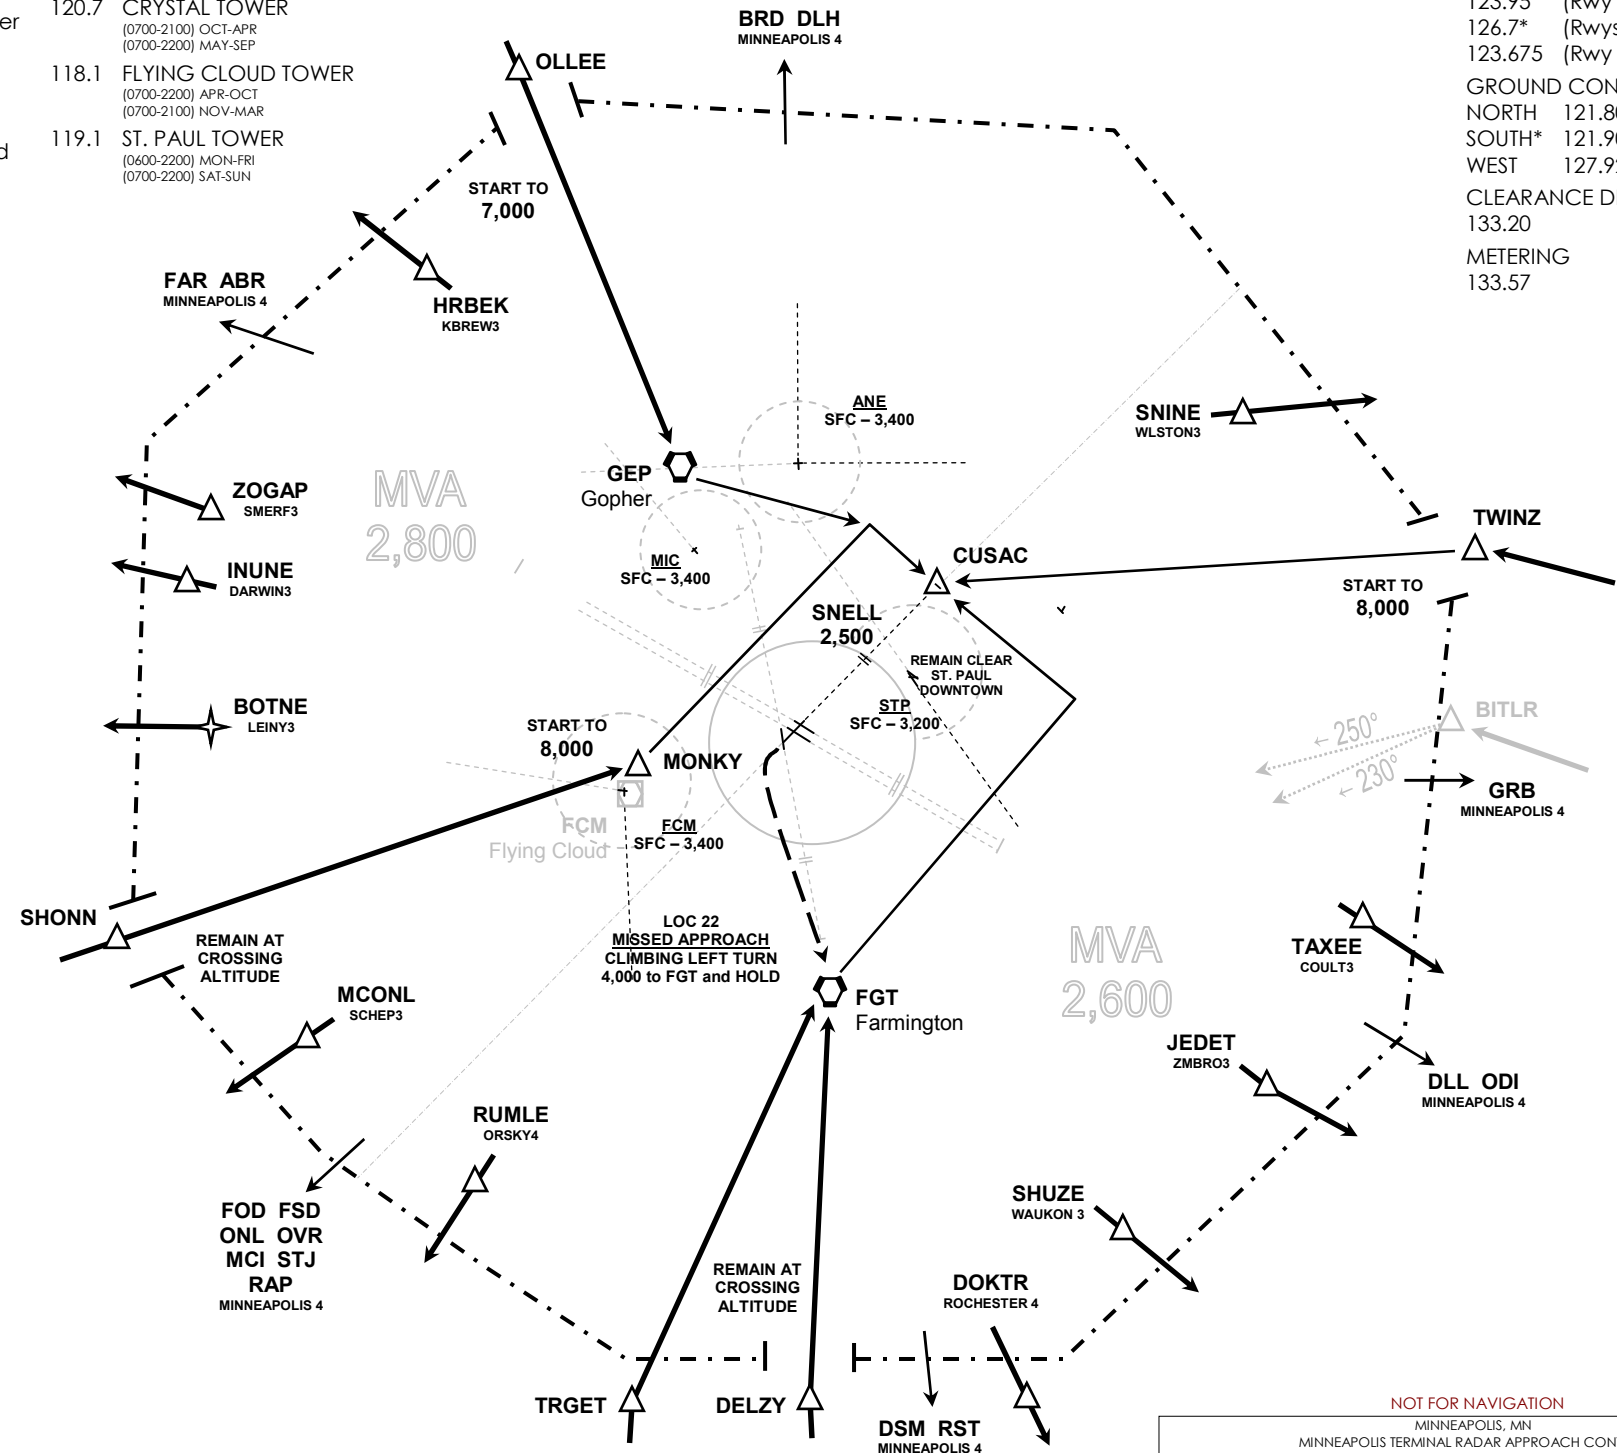 120.7 CRYSTAL TOWER
(0700-2100) OCT-APR
(0700-2200) MAY-SEP
118.1 FLYING CLOUD TOWER
(0700-2200) APR-OCT
(0700-2100) NOV-MAR
119.1 ST. PAUL TOWER
(0600-2200) MON-FRI
(0700-2200) SAT-SUN
BRD DLH
MINNEAPOLIS 4
123.95 (Rwy
126.7* (Rwys
123.675 (Rwy
GROUND CON
NORTH 121.80
SOUTH* 121.90
WEST 127.92
CLEARANCE D
133.20
METERING
133.57
OLLEE
START TO
7,000
FAR ABR
MINNEAPOLIS 4
HRBEK
KBREW3
ANE
SFC – 3,400
SNINE
WLSTON3
GEP
Gopher
MVA
2,800
ZOGAP
SMERF3
MIC
SFC – 3,400
INUNE
DARWIN3
CUSAC
TWINZ
START TO
8,000
SNELL
2,500
REMAIN CLEAR
ST. PAUL
DOWNTOWN
STP
SFC – 3,200
BOTNE
LEINY3
START TO
8,000
MONKY
BITLR
← 250°
← 230°
GRB
MINNEAPOLIS 4
FCM
Flying Cloud
FCM
SFC – 3,400
SHONN
REMAIN AT
CROSSING
ALTITUDE
LOC 22
MISSED APPROACH
CLIMBING LEFT TURN
4,000 to FGT and HOLD
MVA
2,600
TAXEE
COULT3
MCONL
SCHEP3
FGT
Farmington
JEDET
ZMBRO3
DLL ODI
MINNEAPOLIS 4
RUMLE
ORSKY4
SHUZE
WAUKON 3
FOD FSD
ONL OVR
MCI STJ
RAP
MINNEAPOLIS 4
REMAIN AT
CROSSING
ALTITUDE
DOKTR
ROCHESTER 4
TRGET
DELZY
DSM RST
MINNEAPOLIS 4
NOT FOR NAVIGATION
MINNEAPOLIS, MN
MINNEAPOLIS TERMINAL RADAR APPROACH CON